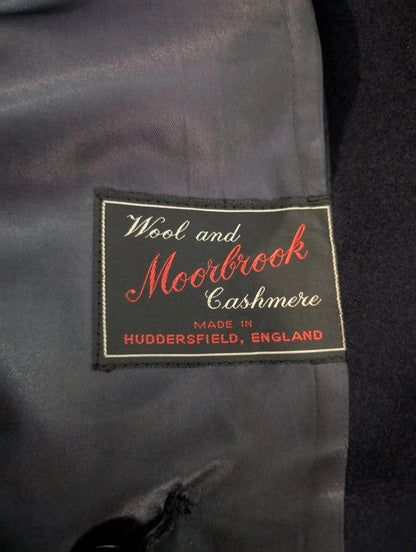 Wool and
Moorbrook
Cashmere
MADE IN
HUDDERSFIELD, ENGLAND